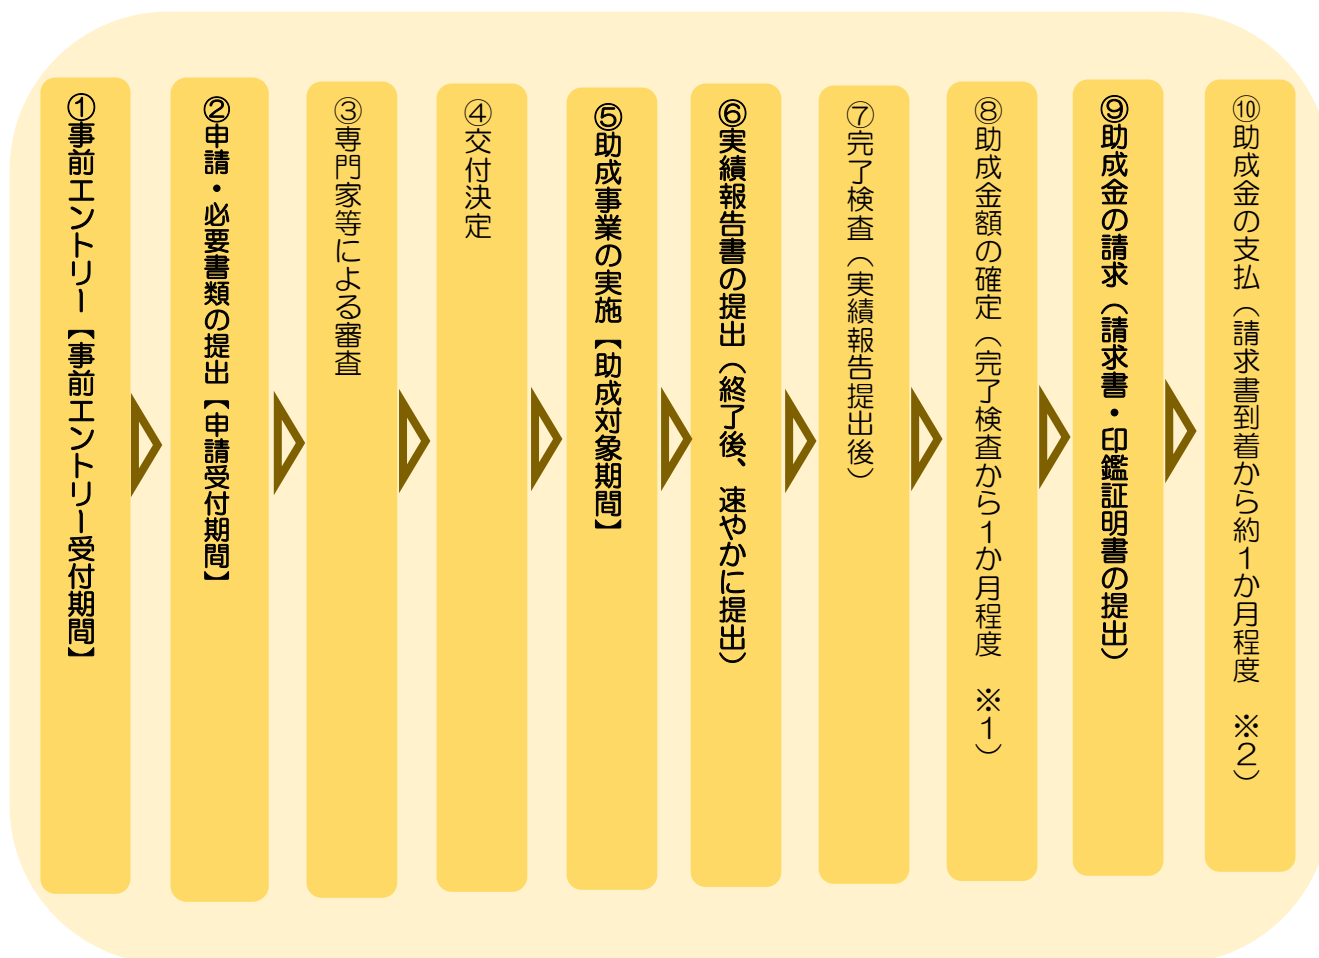 ①事前エントリー【事前エントリー受付期間】
②申請・必要書類の提出【申請受付期間】
③専門家等による審査
④交付決定
⑤助成事業の実施【助成対象期間】
⑥実績報告書の提出（終了後、速やかに提出）
⑦完了検査（実績報告提出後）
⑧助成金額の確定（完了検査から１か月程度　※１）
⑨助成金の請求（請求書・印鑑証明書の提出）
⑩助成金の支払（請求書到着から約１か月程度　※２）